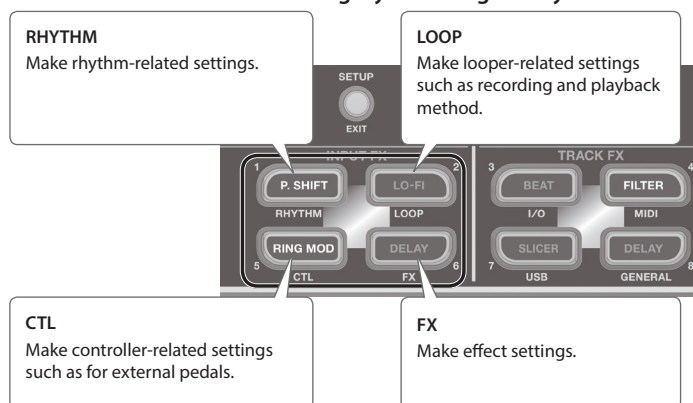 RHYTHM
Make rhythm-related settings.
LOOP
Make looper-related settings
such as recording and playback
method.
SETUP
EXIT
TRACK FX
1
P. SHIFT
LO-FI
2
3
BEAT
FILTER
4
RHYTHM
LOOP
I/O
MIDI
RING MOD
DELAY
SLICER
DELAY
5
CTL
FX
6
7
USB
GENERAL
8
CTL
Make controller-related settings
such as for external pedals.
FX
Make effect settings.